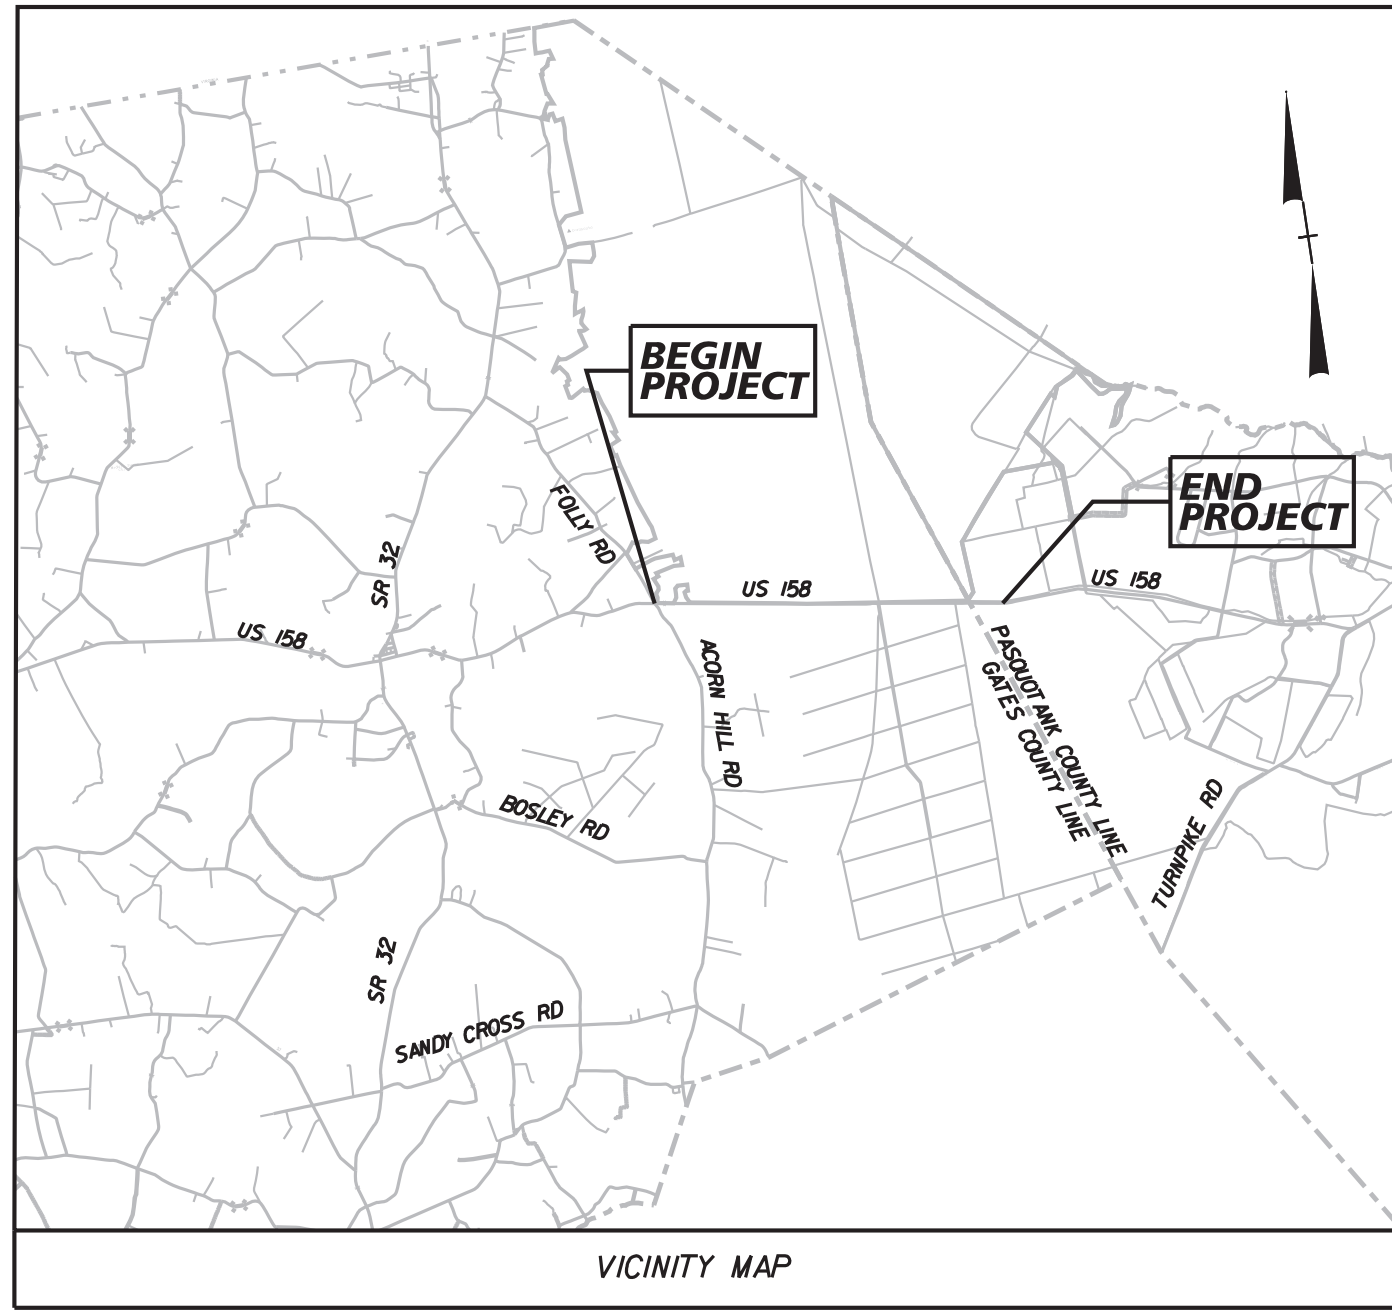 BEGIN
PROJECT
END
PROJECT
FOLLY RD
SR 32
US 158
US 158
US 158
ACORN HILL RD
PASQUOTANK COUNTY LINE
GATES COUNTY LINE
TURNPIKE RD
BOSLEY RD
SR 32
SANDY CROSS RD
VICINITY MAP